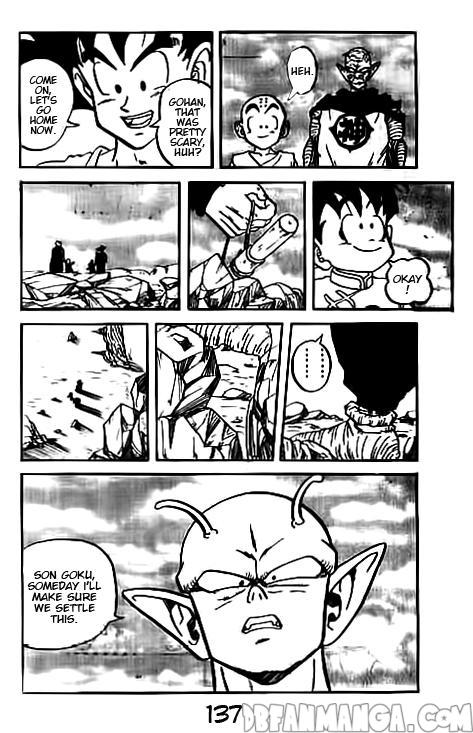 COME
ON,
LET'S
GO
HOME
NOW.
GOHAN,
THAT
WAS
PRETTY
SCARY,
HUH?
HEH.
OKAY
!
SON GOKU,
SOMEDAY I'LL
MAKE SURE
WE SETTLE
THIS.
137
DBFANMANGA.COM